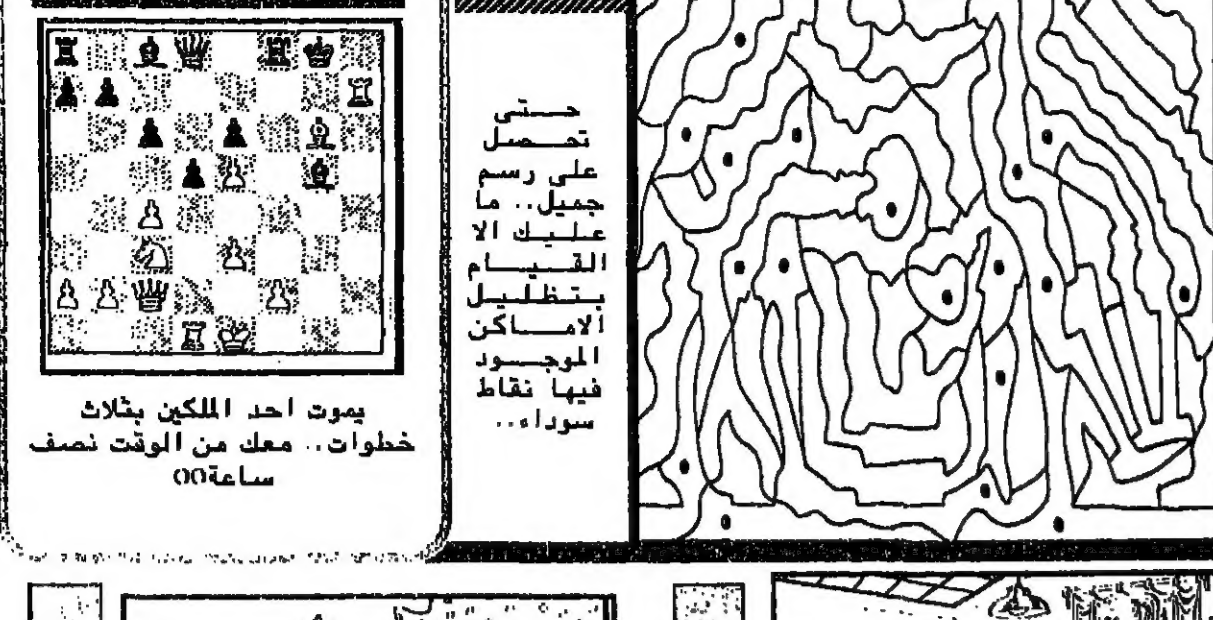 حتى
تحصل
على رسم
جميل.. ما
عليك الا
القيام
بتظليل
الاماكن
الموجود
فيها نقاط
سوداء..
يموت احد الملكين بثلاث
خطوات.. معك من الوقت نصف
ساعة00